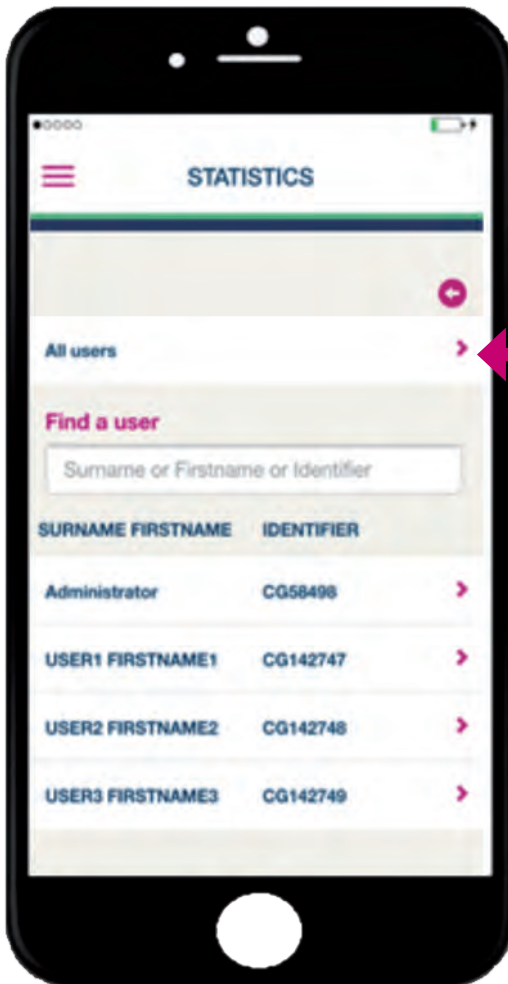 STATISTICS
All users
Find a user
Surname or Firstname or Identifier
SURNAME FIRSTNAME IDENTIFIER
Administrator CG58498
USER1 FIRSTNAME1 CG142747
USER2 FIRSTNAME2 CG142748
USER3 FIRSTNAME3 CG142749